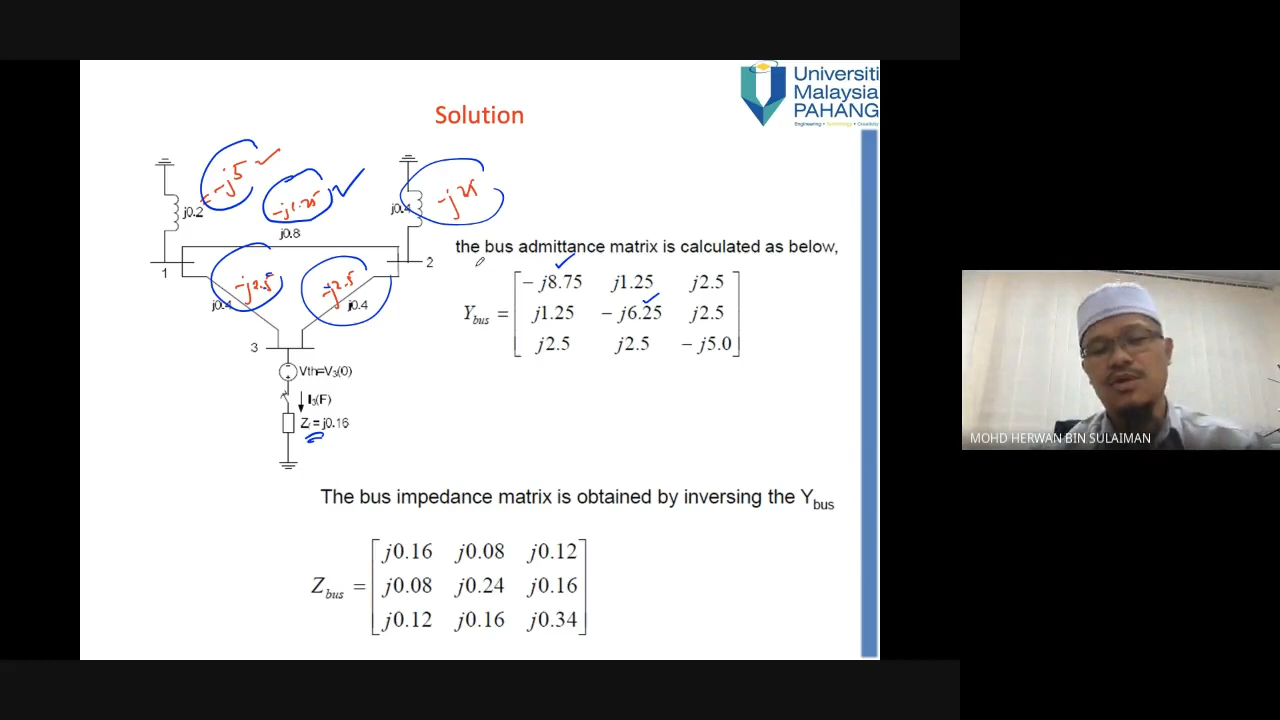 Universiti
Malaysia
PAHANG
Engineering • Technology • Creativity
Solution
= -j5
-j1.25
j0.2
j0.4
j0.8
the bus admittance matrix is calculated as below,
1
2
-j2.5
-j2.5
j0.4
j0.4
Ybus =
-j8.75 j1.25 j2.5
j1.25 -j6.25 j2.5
j2.5 j2.5 -j5.0
3
Vth=V3(0)
I3(F)
Zf = j0.16
MOHD HERWAN BIN SULAIMAN
The bus impedance matrix is obtained by inversing the Ybus
Zbus =
j0.16 j0.08 j0.12
j0.08 j0.24 j0.16
j0.12 j0.16 j0.34